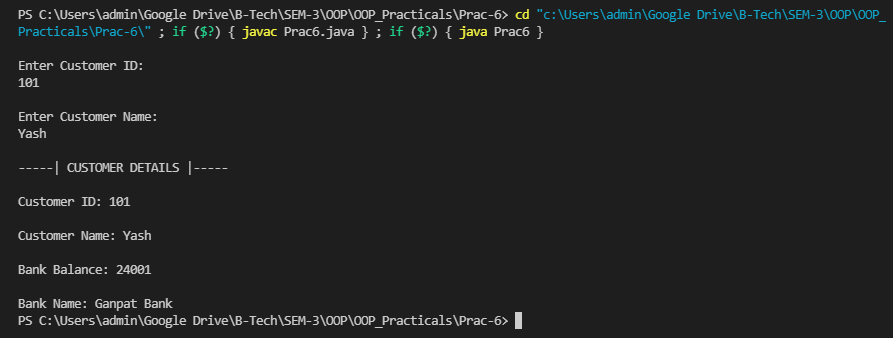 PS C:\Users\admin\Google Drive\B-Tech\SEM-3\OOP\OOP_Practicals\Prac-6> cd "c:\Users\admin\Google Drive\B-Tech\SEM-3\OOP\OOP_
Practicals\Prac-6\" ; if ($?) { javac Prac6.java } ; if ($?) { java Prac6 }
Enter Customer ID:
101
Enter Customer Name:
Yash
-----| CUSTOMER DETAILS |-----
Customer ID: 101
Customer Name: Yash
Bank Balance: 24001
Bank Name: Ganpat Bank
PS C:\Users\admin\Google Drive\B-Tech\SEM-3\OOP\OOP_Practicals\Prac-6>